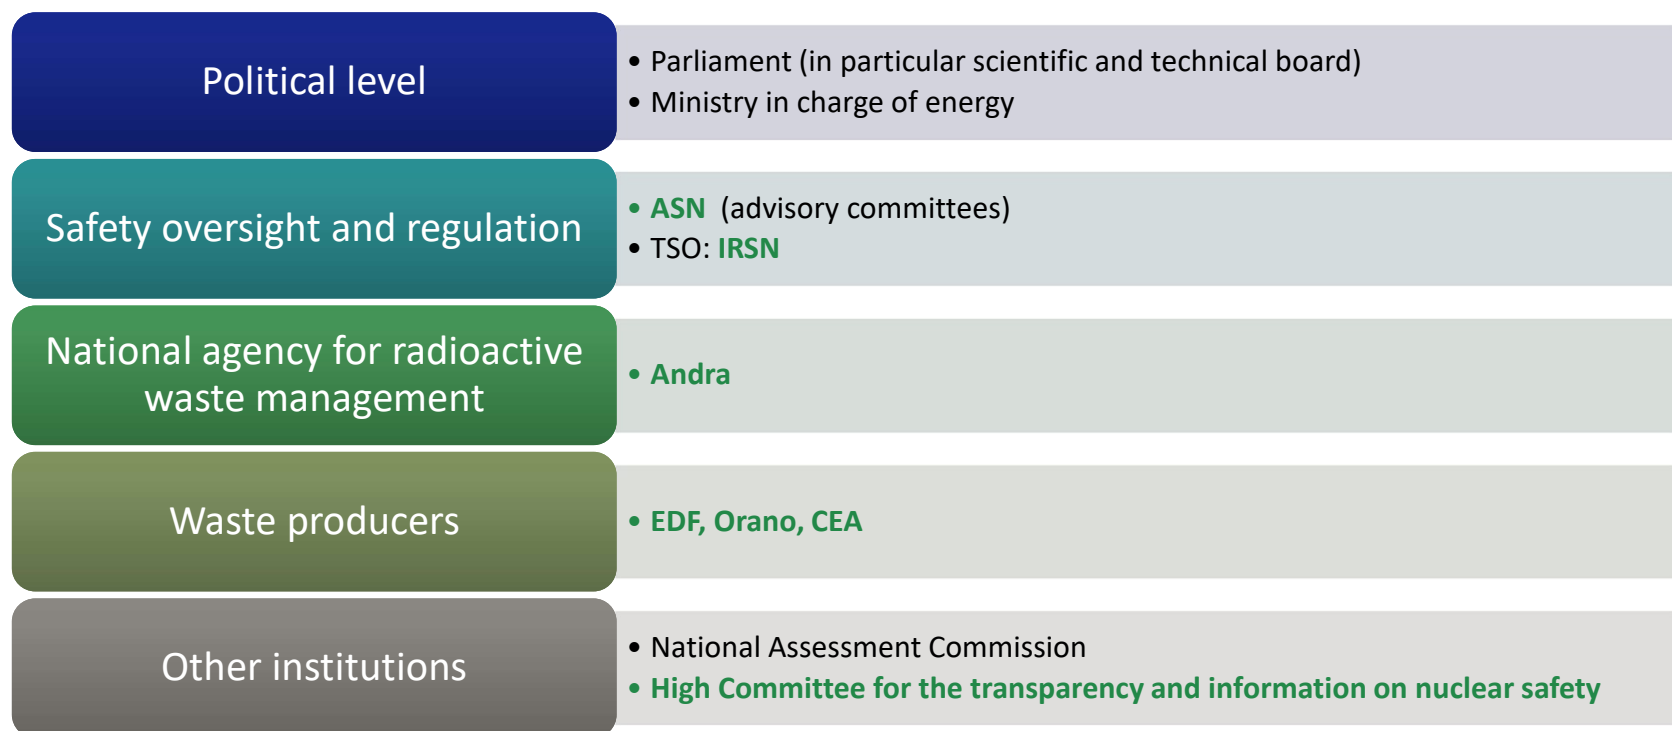 Political level
• Parliament (in particular scientific and technical board)
• Ministry in charge of energy
Safety oversight and regulation
• ASN (advisory committees)
• TSO: IRSN
National agency for radioactive
waste management
• Andra
Waste producers
• EDF, Orano, CEA
Other institutions
• National Assessment Commission
• High Committee for the transparency and information on nuclear safety